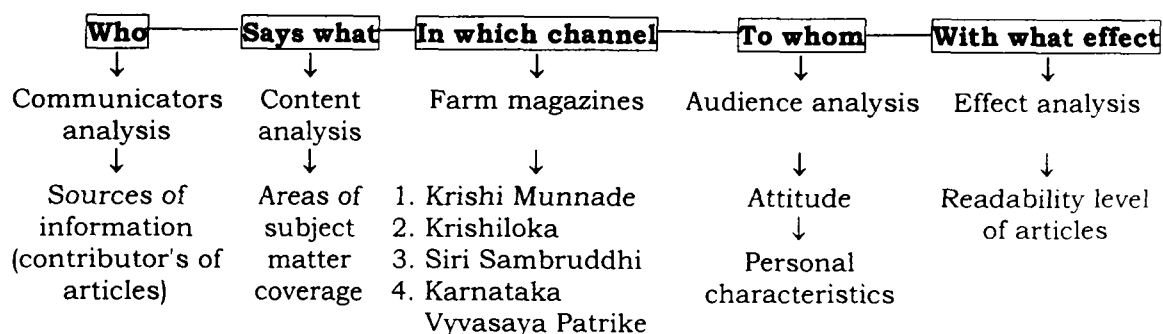 Who Says what In which channel To whom With what effect
Communicators analysis
Content analysis
Farm magazines
Audience analysis
Effect analysis
Sources of information (contributor's of articles)
Areas of subject matter coverage
1. Krishi Munnade
2. Krishiloka
3. Siri Sambruddhi
4. Karnataka
Vyvasaya Patrike
Attitude
Personal characteristics
Readability level of articles